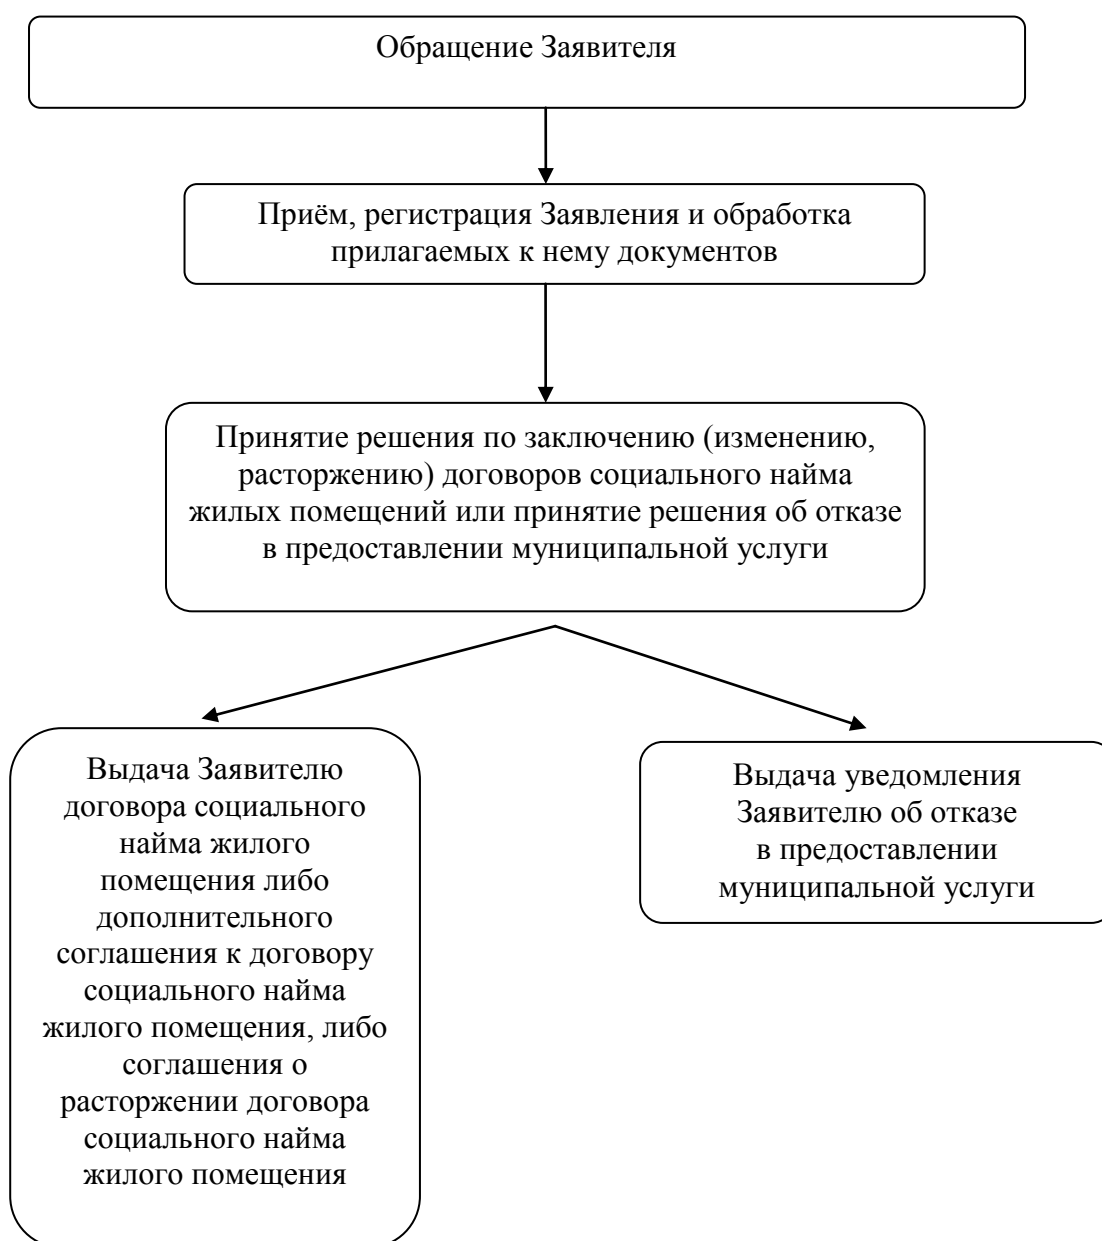 Обращение Заявителя
Приём, регистрация Заявления и обработка
прилагаемых к нему документов
Принятие решения по заключению (изменению,
расторжению) договоров социального найма
жилых помещений или принятие решения об отказе
в предоставлении муниципальной услуги
Выдача Заявителю
договора социального
найма жилого
помещения либо
дополнительного
соглашения к договору
социального найма
жилого помещения, либо
соглашения о
расторжении договора
социального найма
жилого помещения
Выдача уведомления
Заявителю об отказе
в предоставлении
муниципальной услуги